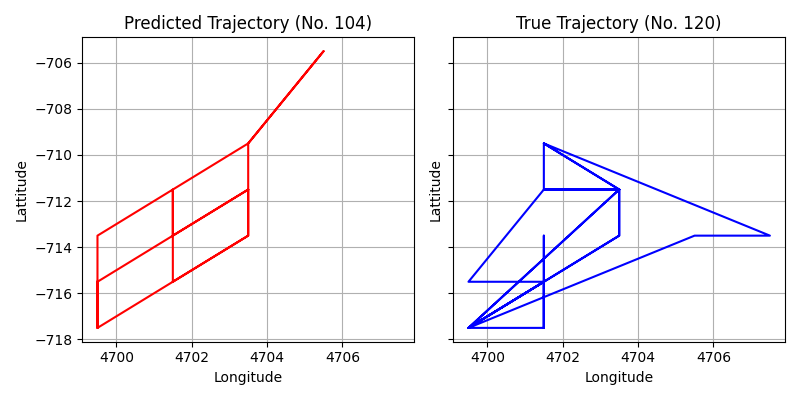 Predicted Trajectory (No. 104)
True Trajectory (No. 120)
−706
−708
−710
−712
−714
−716
−718
Lattitude
Lattitude
4700 4702 4704 4706
4700 4702 4704 4706
Longitude
Longitude